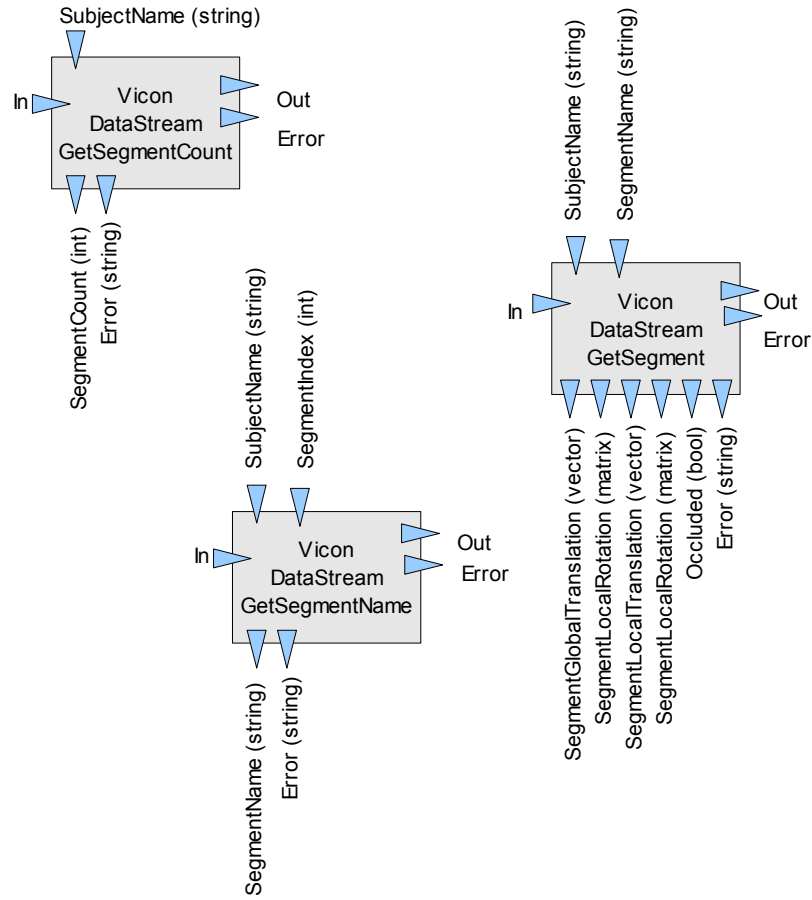 SubjectName (string)
In
Vicon
DataStream
GetSegmentCount
Out
Error
SegmentCount (int)
Error (string)
SubjectName (string)
SegmentName (string)
In
Vicon
DataStream
GetSegment
Out
Error
SegmentGlobalTranslation (vector)
SegmentLocalRotation (matrix)
SegmentLocalTranslation (vector)
SegmentLocalRotation (matrix)
Occluded (bool)
Error (string)
SubjectName (string)
SegmentIndex (int)
In
Vicon
DataStream
GetSegmentName
Out
Error
SegmentName (string)
Error (string)